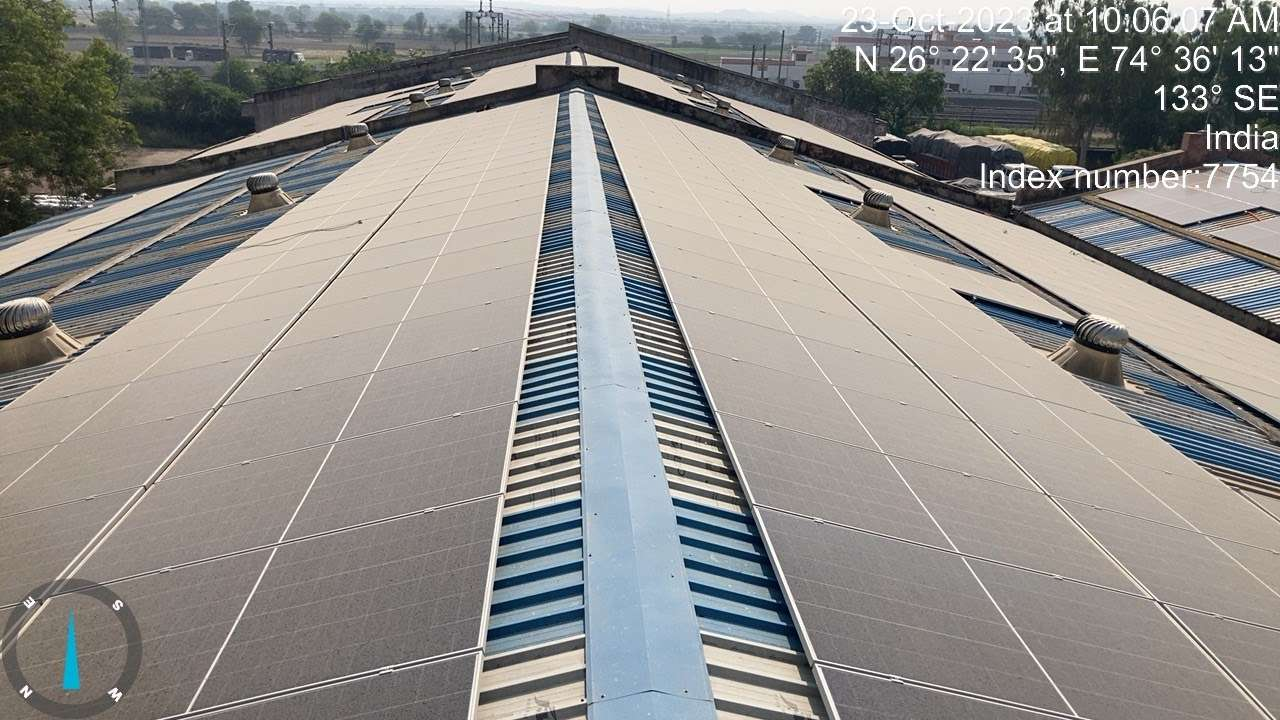 23-Oct-2023 at 10:06:07 AM
N 26° 22' 35", E 74° 36' 13"
133° SE
India
Index number:7754
E
S
N
W